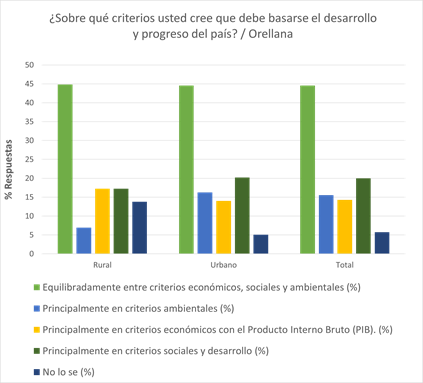 ¿Sobre qué criterios usted cree que debe basarse el desarrollo
y progreso del país? / Orellana
% Respuestas
50
45
40
35
30
25
20
15
10
5
0
Rural
Urbano
Total
Equilibradamente entre criterios económicos, sociales y ambientales (%)
Principalmente en criterios ambientales (%)
Principalmente en criterios económicos con el Producto Interno Bruto (PIB). (%)
Principalmente en criterios sociales y desarrollo (%)
No lo se (%)